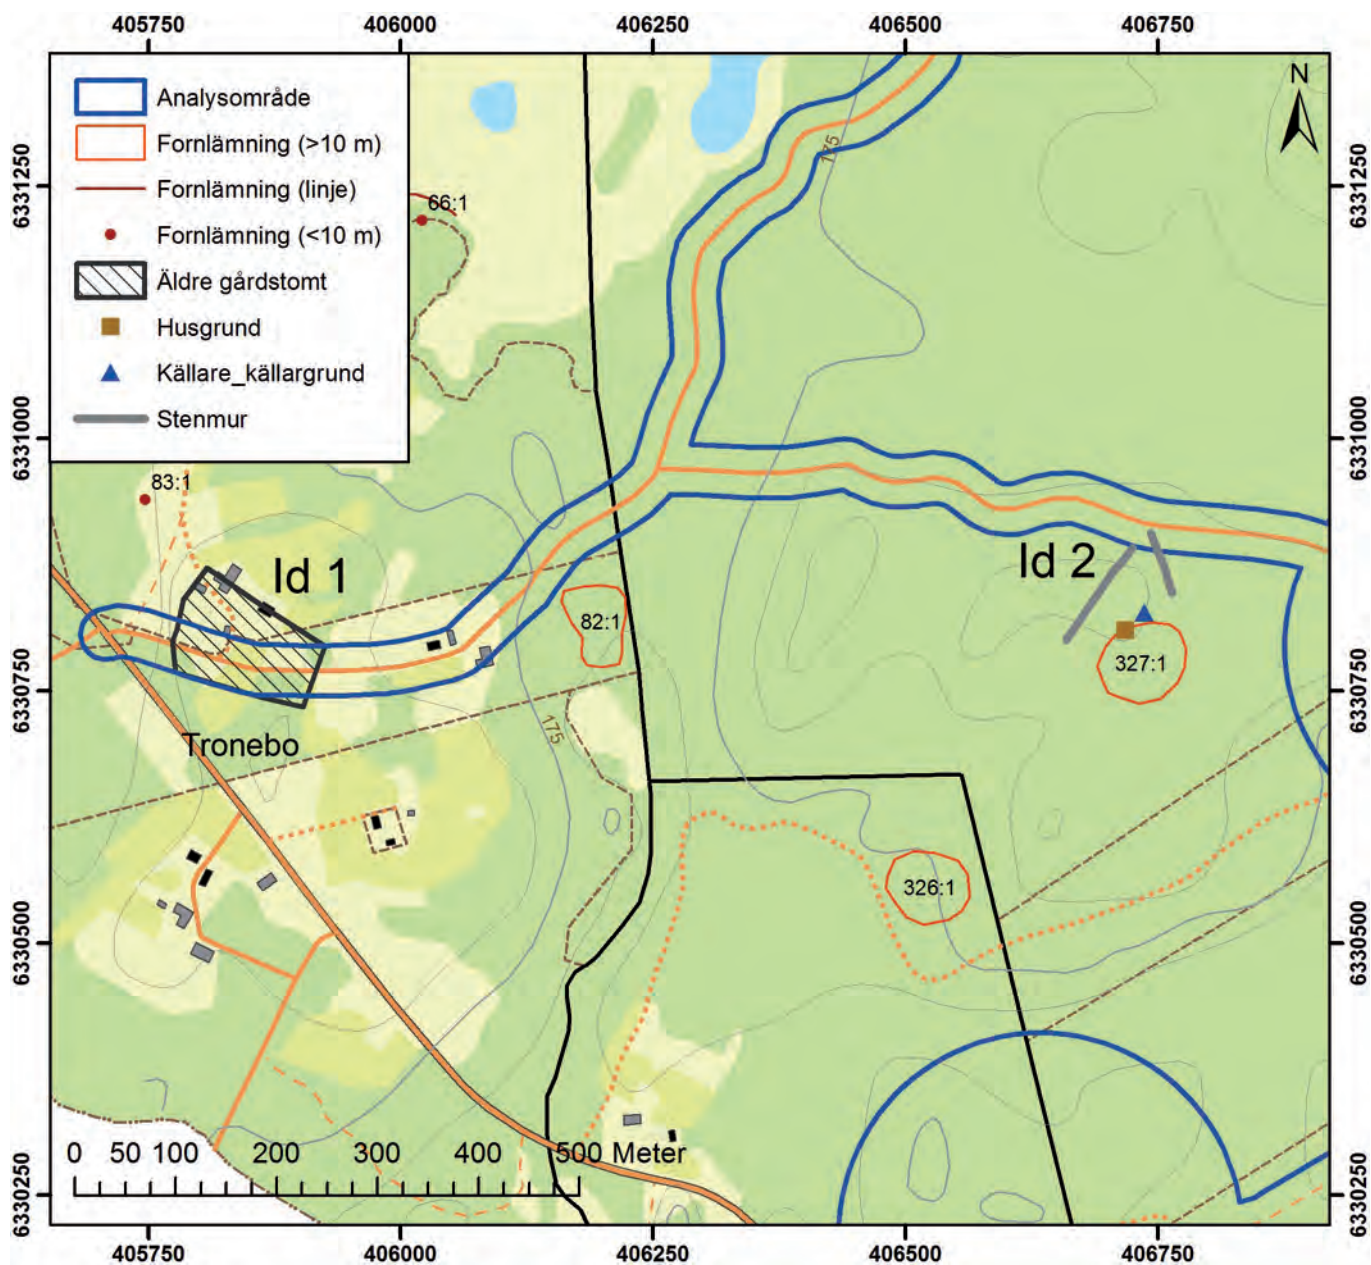 405750 406000 406250 406500 406750
N
Analysområde
Fornlämning (>10 m)
Fornlämning (linje)
Fornlämning (<10 m)
Äldre gårdstomt
Husgrund
Källare_källargrund
Stenmur
6331250
6331250
175
66:1
6331000
6331000
83:1
Id 1
Id 2
82:1
327:1
6330750
6330750
175
Tronebo
326:1
6330500
6330500
0 50 100 200 300 400 500 Meter
6330250
6330250
405750 406000 406250 406500 406750